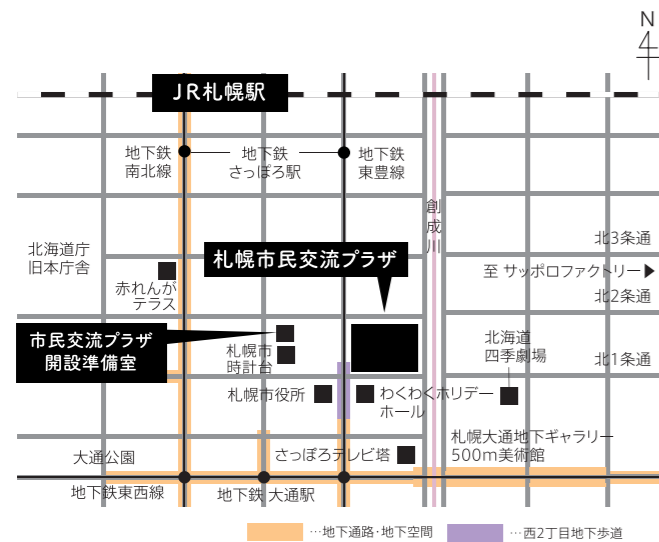 N
JR札幌駅
地下鉄
南北線
地下鉄
さっぽろ駅
地下鉄
東豊線
創成川
北海道庁
旧本庁舎
赤れんが
テラス
札幌市民交流プラザ
北3条通
至 サッポロファクトリー▶
北2条通
市民交流プラザ
開設準備室
札幌市
時計台
北海道
四季劇場
北1条通
札幌市役所
わくわくホリデー
ホール
大通公園
さっぽろテレビ塔
札幌大通地下ギャラリー
500m美術館
地下鉄東西線
地下鉄 大通駅
…地下通路・地下空間
…西2丁目地下歩道